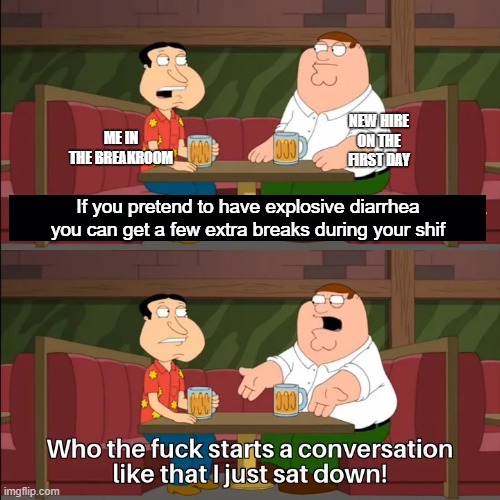 ME IN
THE BREAKROOM
NEW HIRE
ON THE
FIRST DAY
If you pretend to have explosive diarrhea
you can get a few extra breaks during your shif
Who the fuck starts a conversation
like that I just sat down!
imgflip.com